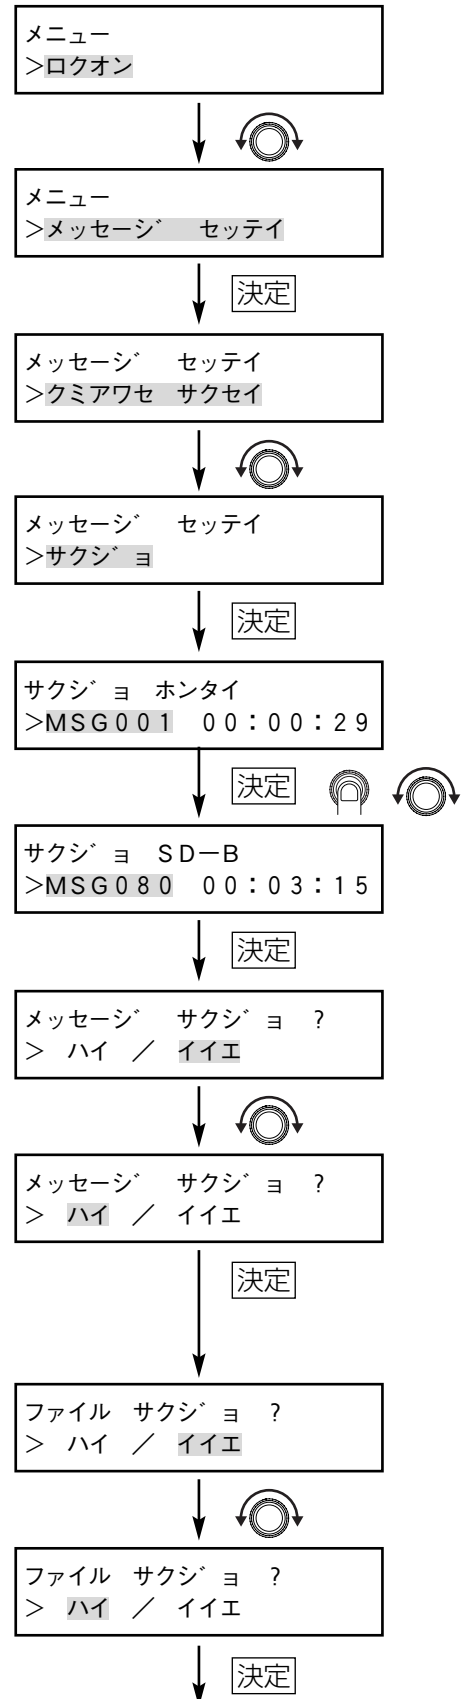 メニュー
＞ロクオン
メニュー
＞メッセージ　セッテイ
決定
メッセージ　セッテイ
＞クミアワセ　サクセイ
メッセージ　セッテイ
＞サクジョ
決定
サクジョ　ホンタイ
＞MSG001　00：00：29
決定
サクジョ　SD－B
＞MSG080　00：03：15
決定
メッセージ　サクジョ　？
＞　ハイ　／　イイエ
メッセージ　サクジョ　？
＞　ハイ　／　イイエ
決定
ファイル　サクジョ　？
＞　ハイ　／　イイエ
ファイル　サクジョ　？
＞　ハイ　／　イイエ
決定